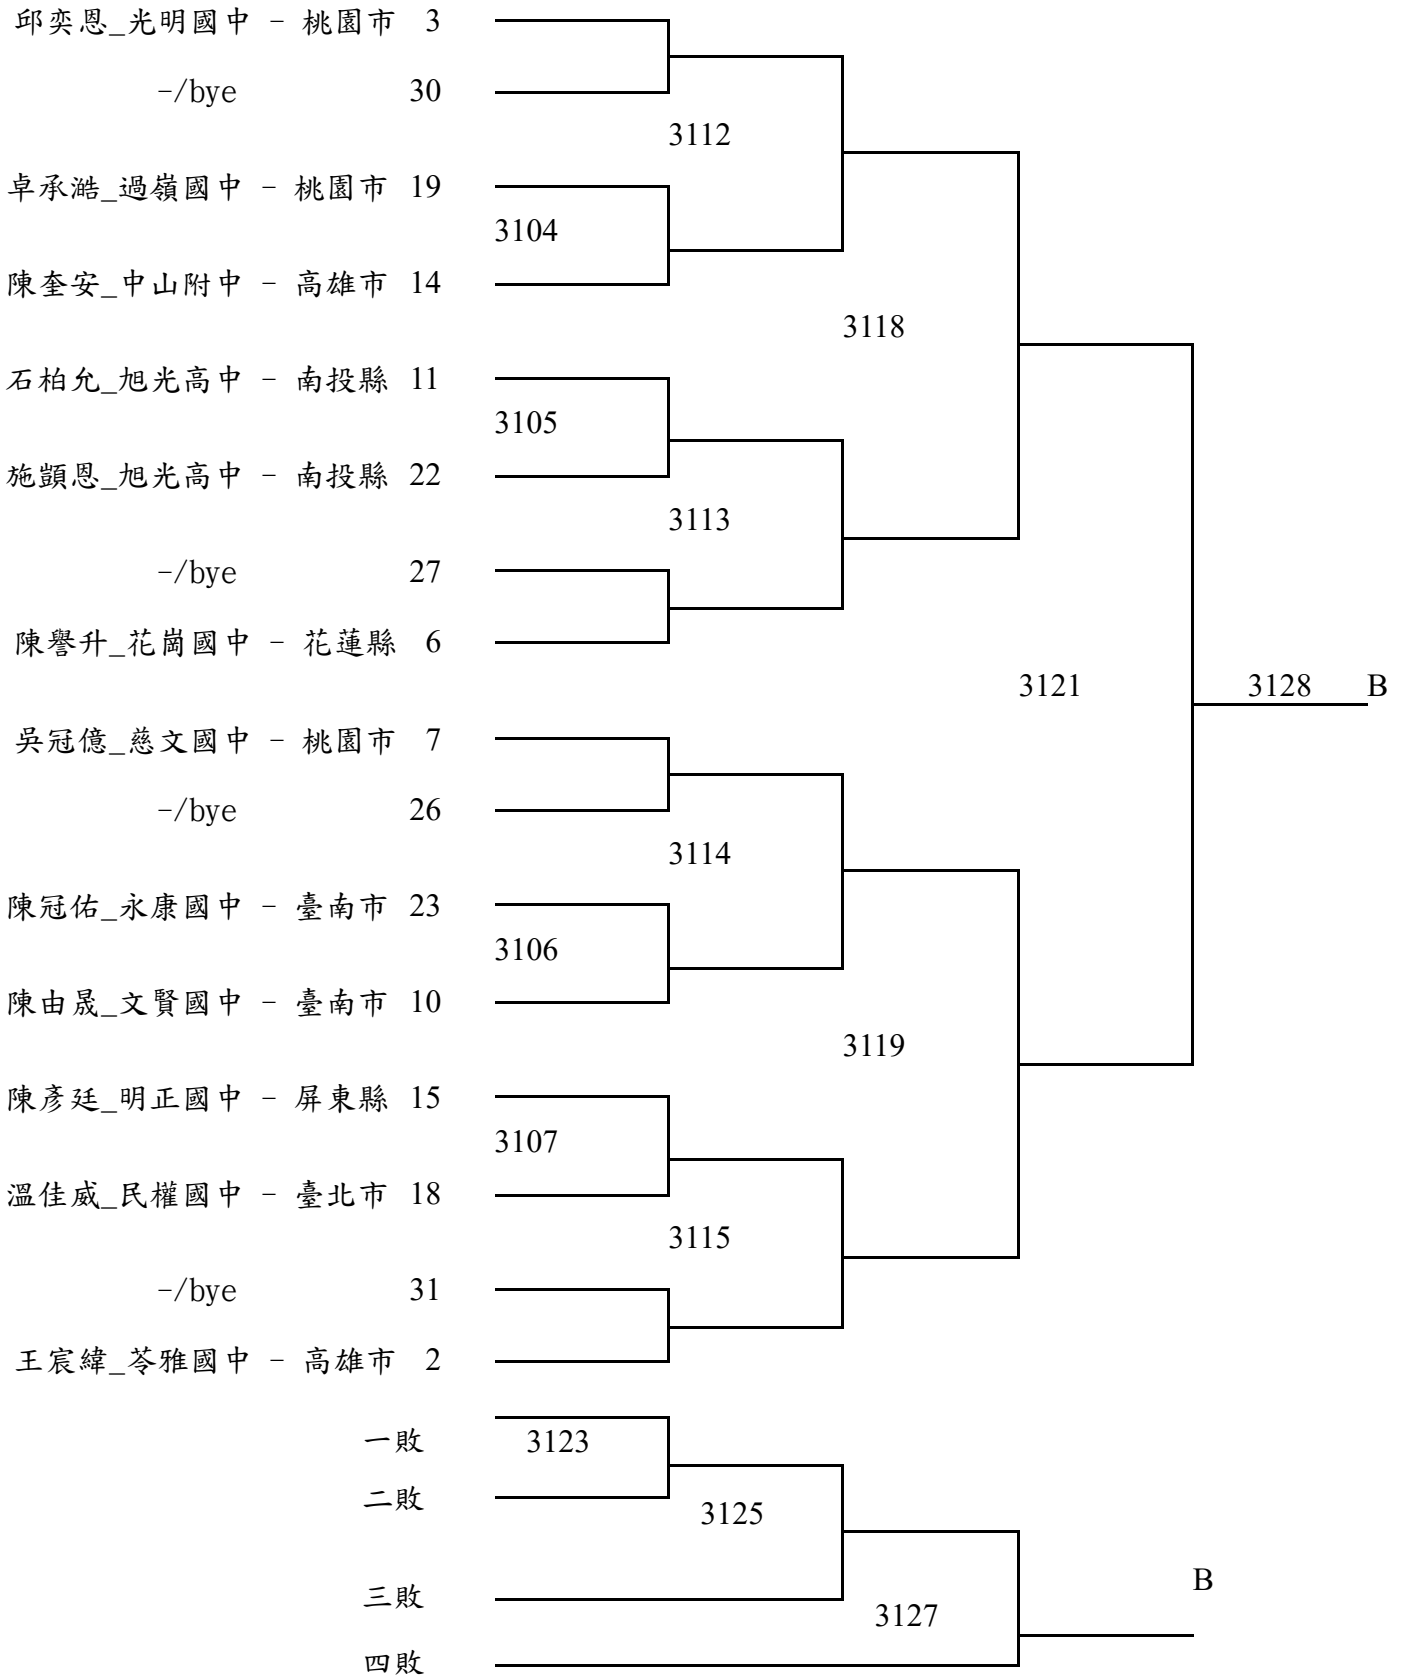 邱奕恩_光明國中 - 桃園市 3
-/bye 30
3112
卓承澔_過嶺國中 - 桃園市 19
3104
陳奎安_中山附中 - 高雄市 14
3118
石柏允_旭光高中 - 南投縣 11
3105
施顗恩_旭光高中 - 南投縣 22
3113
-/bye 27
陳譽升_花崗國中 - 花蓮縣 6
3121 3128 B
吳冠億_慈文國中 - 桃園市 7
-/bye 26
3114
陳冠佑_永康國中 - 臺南市 23
3106
陳由晟_文賢國中 - 臺南市 10
3119
陳彥廷_明正國中 - 屏東縣 15
3107
溫佳威_民權國中 - 臺北市 18
3115
-/bye 31
王宸緯_苓雅國中 - 高雄市 2
一敗 3123
二敗
3125
三敗
B
3127
四敗